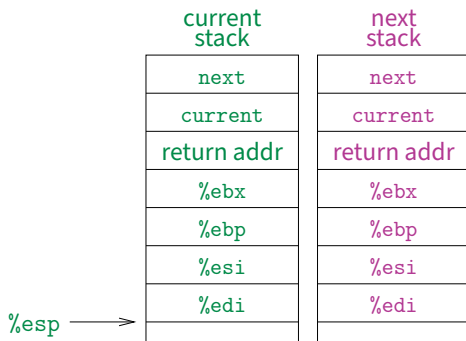 current next
stack stack
next next
current current
return addr return addr
%ebx %ebx
%ebp %ebp
%esi %esi
%edi %edi
%esp